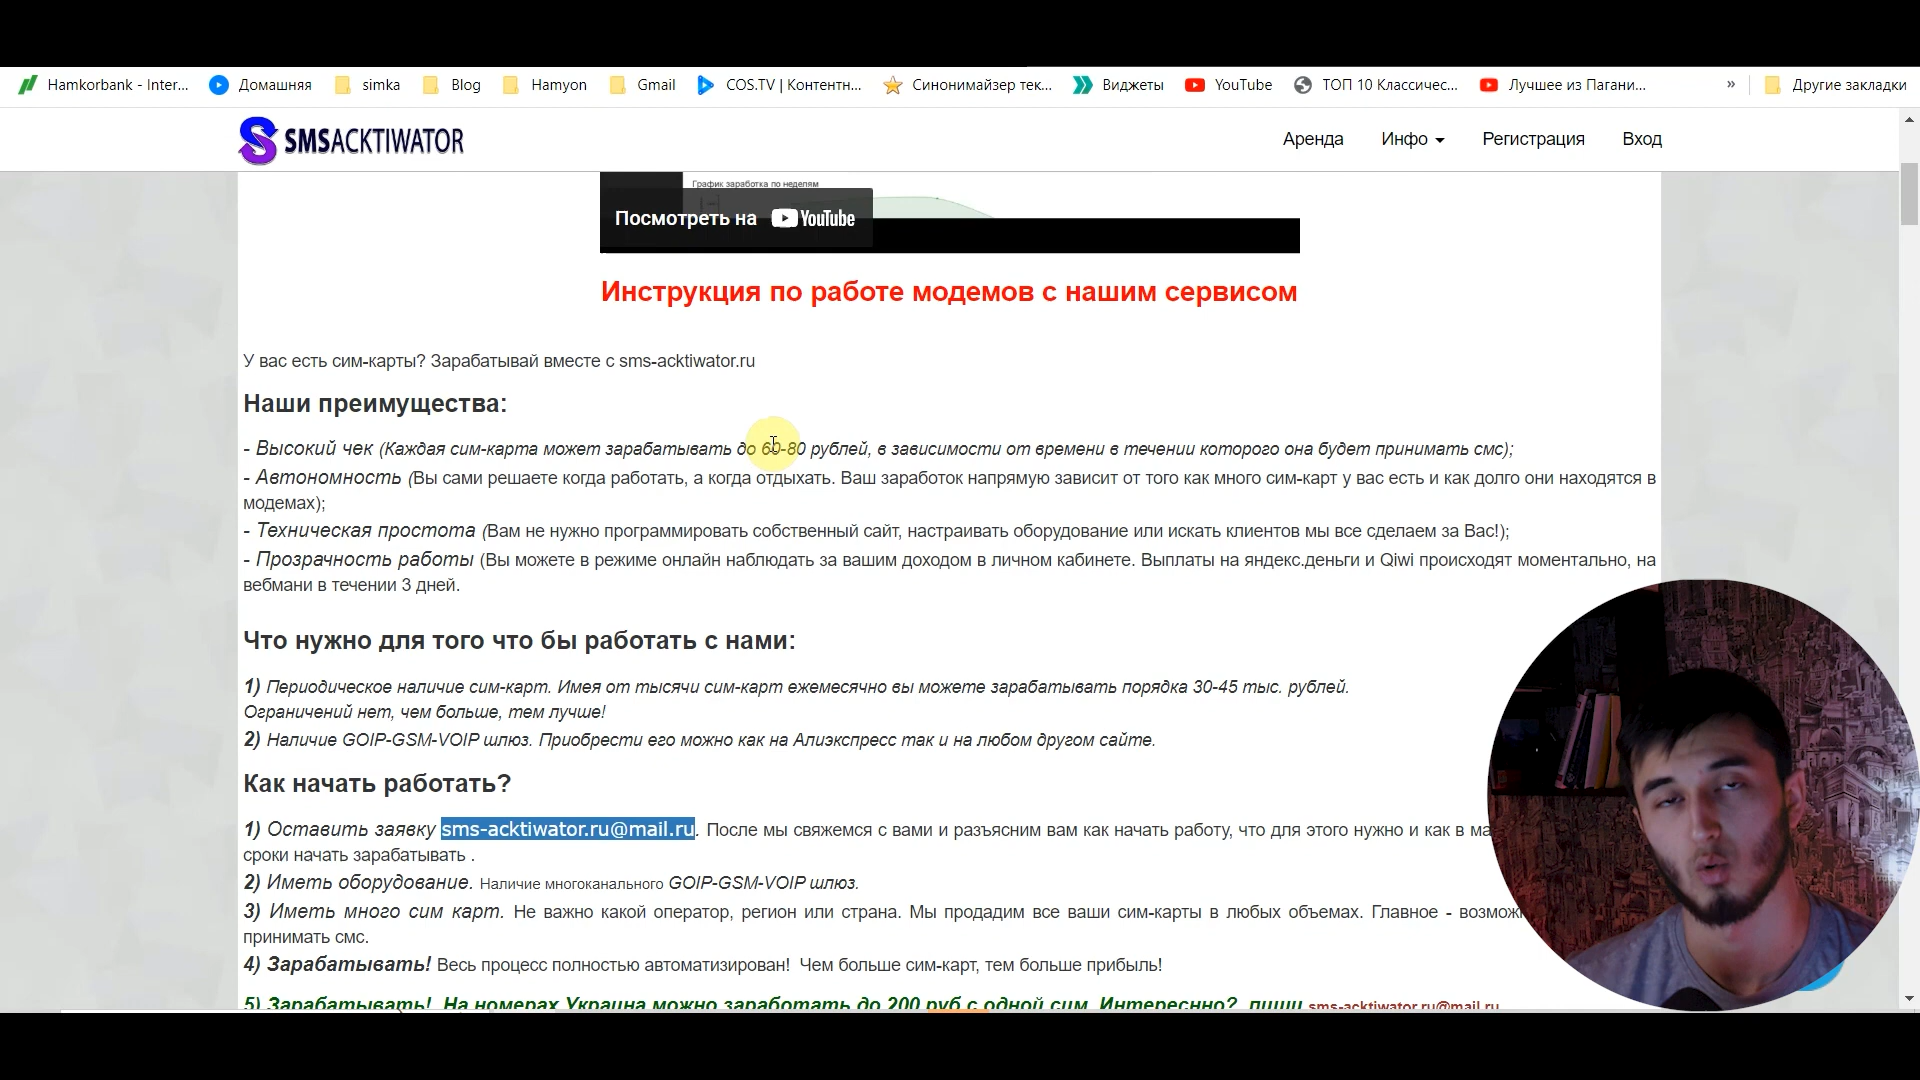 Hamkorbank - Inter... Домашняя simka Blog Hamyon Gmail COS.TV | Контентн... Синонимайзер тек... Виджеты YouTube ТОП 10 Классичес... Лучшее из Пагани... » Другие закладки
SMSACKTIWATOR Аренда Инфо Регистрация Вход
График заработка по неделям
Посмотреть на YouTube
Инструкция по работе модемов с нашим сервисом
У вас есть сим-карты? Зарабатывай вместе с sms-acktiwator.ru
Наши преимущества:
- Высокий чек (Каждая сим-карта может зарабатывать до 60-80 рублей, в зависимости от времени в течении которого она будет принимать смс);
- Автономность (Вы сами решаете когда работать, а когда отдыхать. Ваш заработок напрямую зависит от того как много сим-карт у вас есть и как долго они находятся в
модемах);
- Техническая простота (Вам не нужно программировать собственный сайт, настраивать оборудование или искать клиентов мы все сделаем за Вас!);
- Прозрачность работы (Вы можете в режиме онлайн наблюдать за вашим доходом в личном кабинете. Выплаты на яндекс.деньги и Qiwi происходят моментально, на
вебмани в течении 3 дней.
Что нужно для того что бы работать с нами:
1) Периодическое наличие сим-карт. Имея от тысячи сим-карт ежемесячно вы можете зарабатывать порядка 30-45 тыс. рублей.
Ограничений нет, чем больше, тем лучше!
2) Наличие GOIP-GSM-VOIP шлюз. Приобрести его можно как на Алиэкспресс так и на любом другом сайте.
Как начать работать?
1) Оставить заявку sms-acktiwator.ru@mail.ru. После мы свяжемся с вами и разъясним вам как начать работу, что для этого нужно и как в ма
сроки начать зарабатывать .
2) Иметь оборудование. Наличие многоканального GOIP-GSM-VOIP шлюз.
3) Иметь много сим карт. Не важно какой оператор, регион или страна. Мы продадим все ваши сим-карты в любых объемах. Главное - возмож
принимать смс.
4) Зарабатывать! Весь процесс полностью автоматизирован! Чем больше сим-карт, тем больше прибыль!
5) Зарабатывать! На номерах Украина можно заработать до 200 руб с одной сим. Интереснно? пиши sms-acktiwator.ru@mail.ru